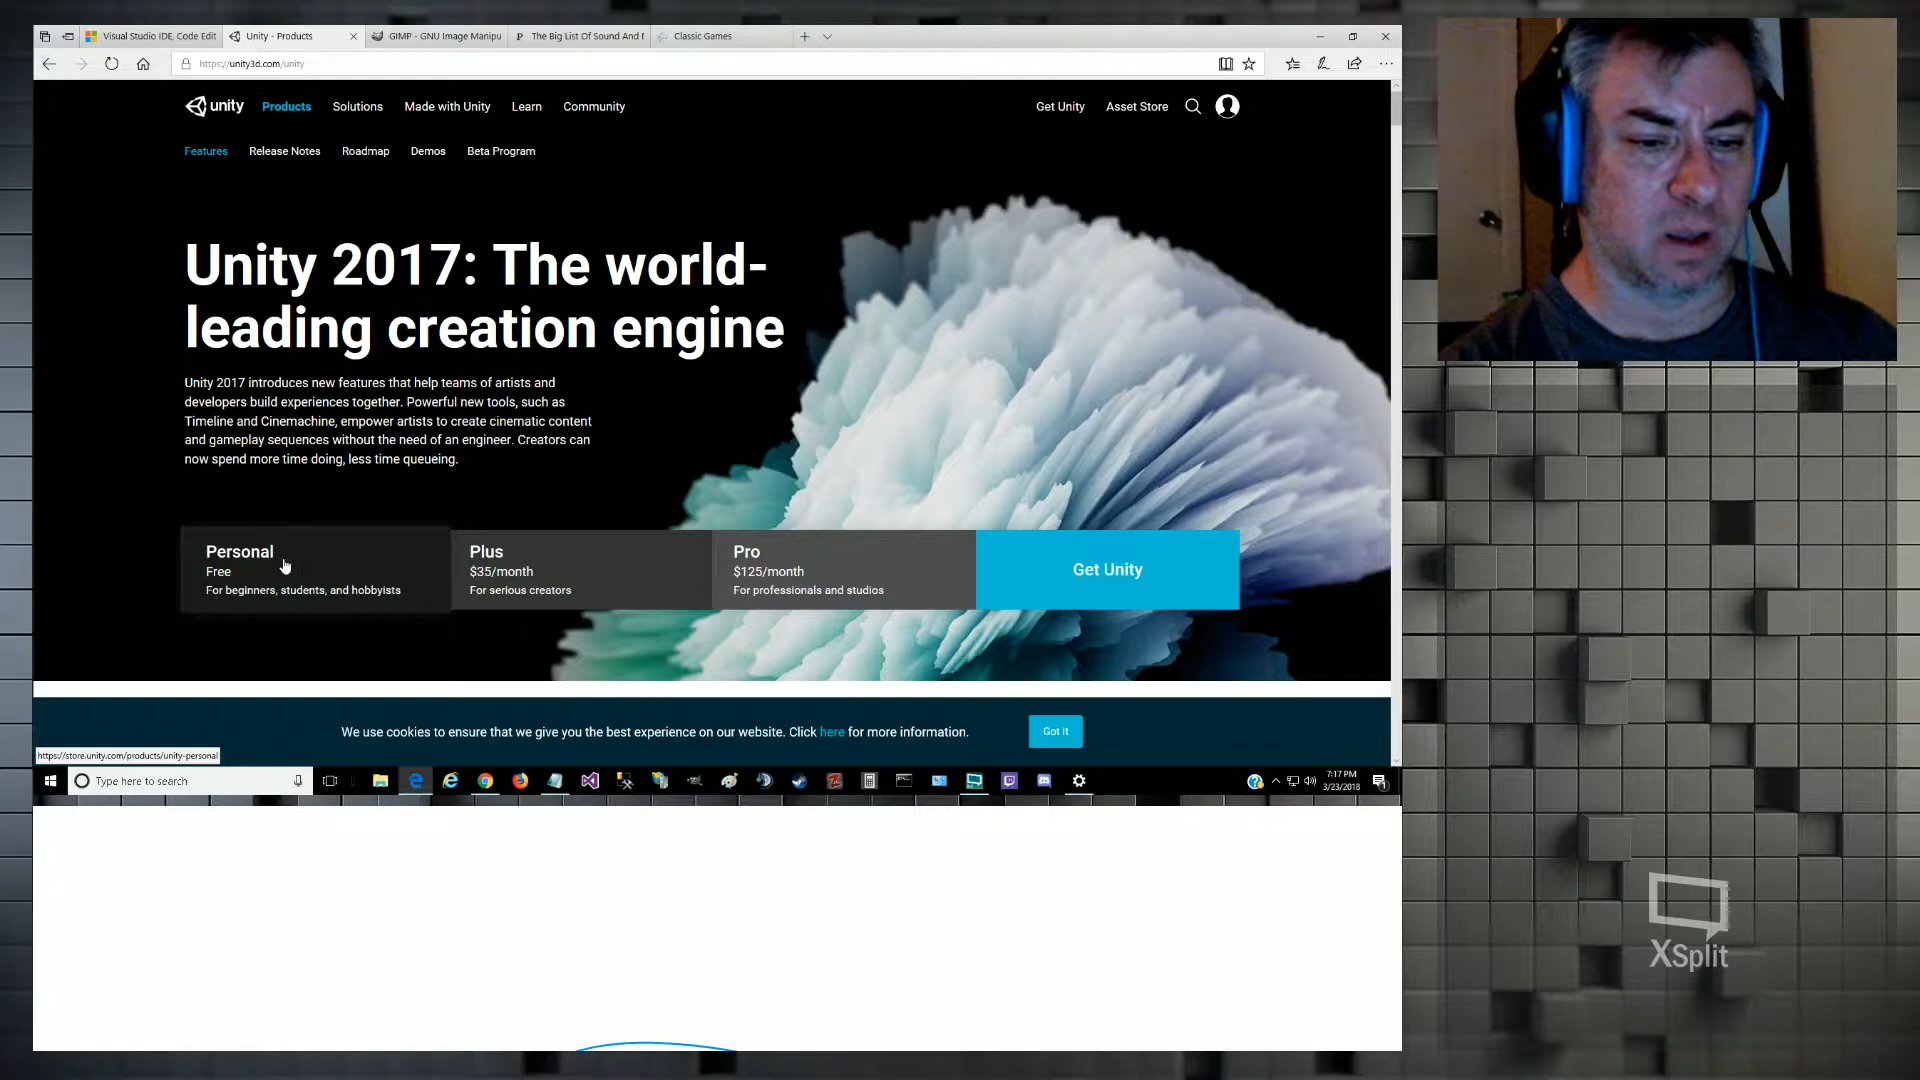 Visual Studio IDE, Code Edit
Unity - Products
GIMP - GNU Image Manipu
The Big List Of Sound And
Classic Games
https://unity3d.com/unity
unity
Products
Solutions
Made with Unity
Learn
Community
Get Unity
Asset Store
Features
Release Notes
Roadmap
Demos
Beta Program
Unity 2017: The world-
leading creation engine
Unity 2017 introduces new features that help teams of artists and
developers build experiences together. Powerful new tools, such as
Timeline and Cinemachine, empower artists to create cinematic content
and gameplay sequences without the need of an engineer. Creators can
now spend more time doing, less time queueing.
Personal
Free
For beginners, students, and hobbyists
Plus
$35/month
For serious creators
Pro
$125/month
For professionals and studios
Get Unity
We use cookies to ensure that we give you the best experience on our website. Click here for more information.
Got it
https://store.unity.com/products/unity-personal
Type here to search
7:17 PM
3/23/2018
XSplit